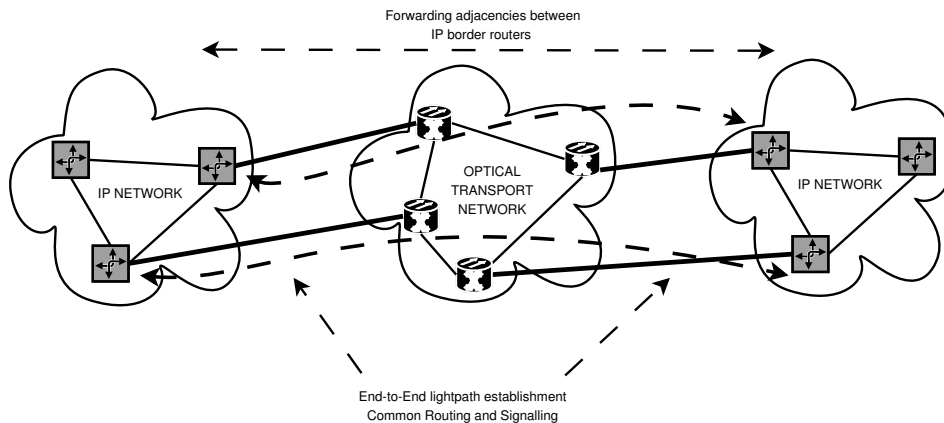 Forwarding adjacencies between
IP border routers
IP NETWORK
OPTICAL
TRANSPORT
NETWORK
IP NETWORK
End-to-End lightpath establishment
Common Routing and Signalling